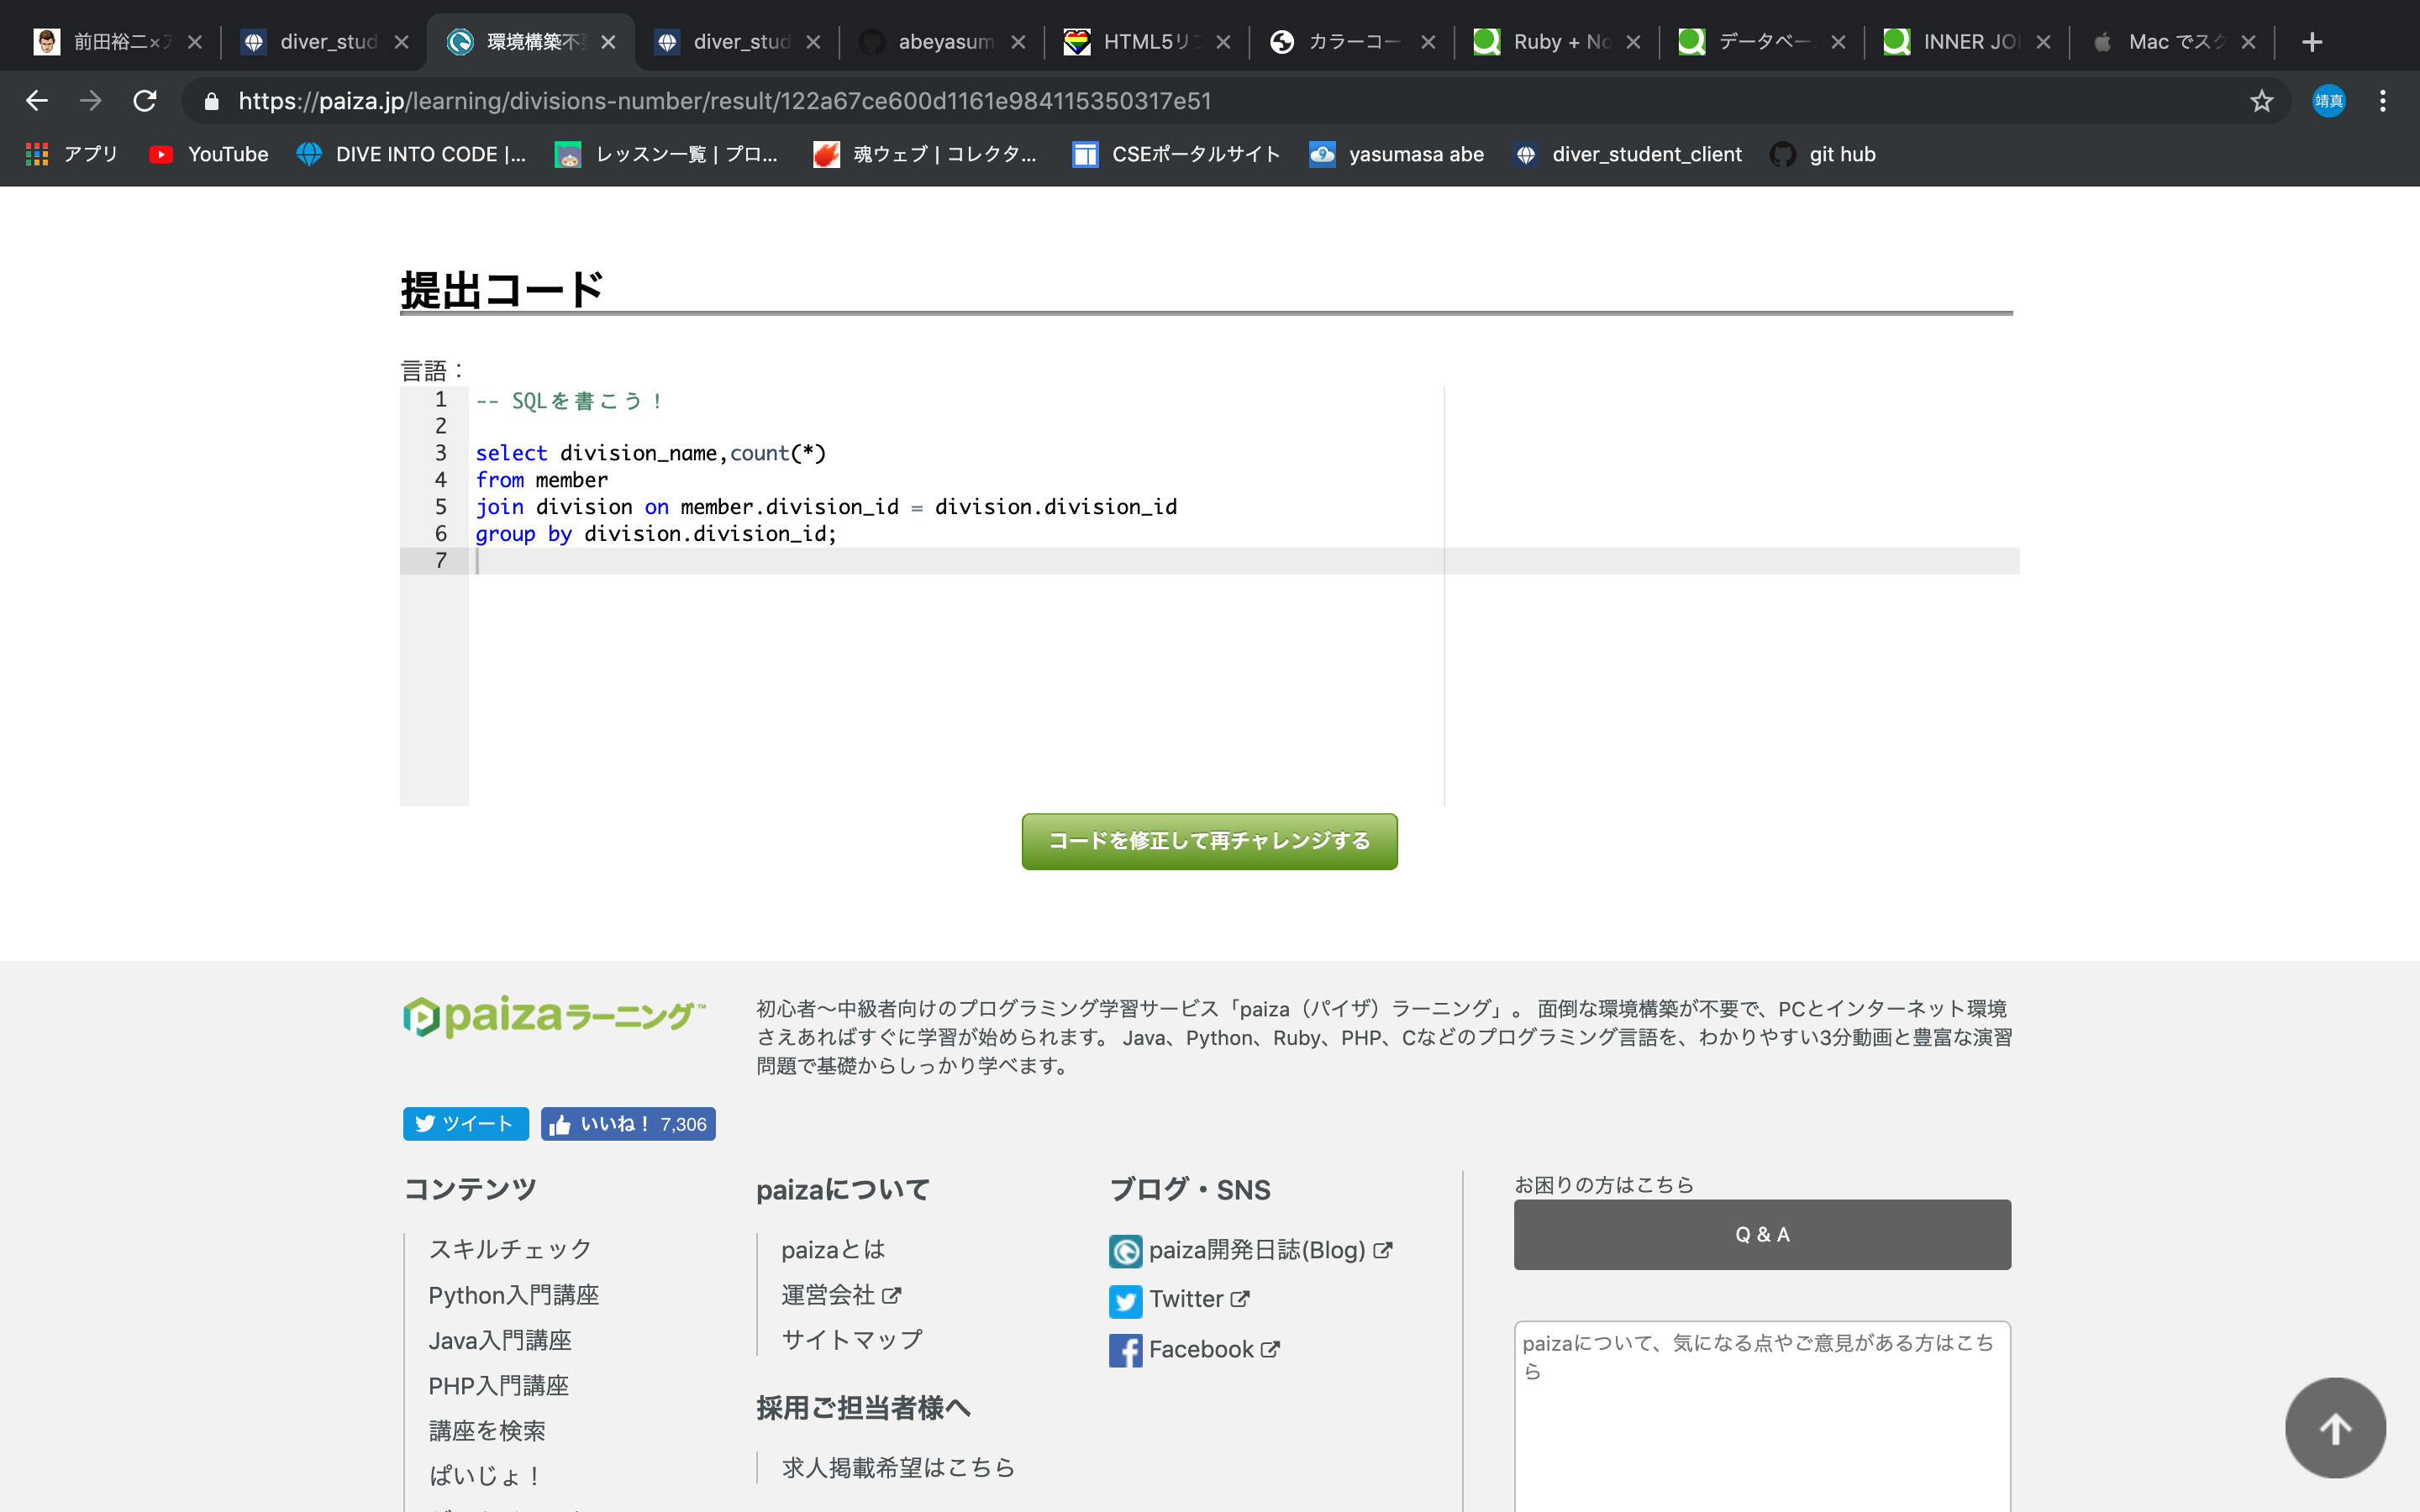 前田裕二×
diver_stud
環境構築不
diver_stud
abeyasum
HTML5リフ
カラーコー
Ruby + No
データベー
INNER JOI
Mac でスク
https://paiza.jp/learning/divisions-number/result/122a67ce600d1161e984115350317e51
靖真
アプリ
YouTube
DIVE INTO CODE |...
レッスン一覧 | プロ...
魂ウェブ | コレクタ...
CSEポータルサイト
yasumasa abe
diver_student_client
git hub
提出コード
言語：
1 -- SQLを書こう！
2
3 select division_name,count(*)
4 from member
5 join division on member.division_id = division.division_id
6 group by division.division_id;
7
コードを修正して再チャレンジする
paizaラーニング™
初心者〜中級者向けのプログラミング学習サービス「paiza（パイザ）ラーニング」。 面倒な環境構築が不要で、PCとインターネット環境
さえあればすぐに学習が始められます。 Java、Python、Ruby、PHP、Cなどのプログラミング言語を、わかりやすい3分動画と豊富な演習
問題で基礎からしっかり学べます。
ツイート
いいね！ 7,306
コンテンツ
スキルチェック
Python入門講座
Java入門講座
PHP入門講座
講座を検索
ぱいじょ！
paizaについて
paizaとは
運営会社
サイトマップ
採用ご担当者様へ
求人掲載希望はこちら
ブログ・SNS
paiza開発日誌(Blog)
Twitter
Facebook
お困りの方はこちら
Q & A
paizaについて、気になる点やご意見がある方はこち
ら